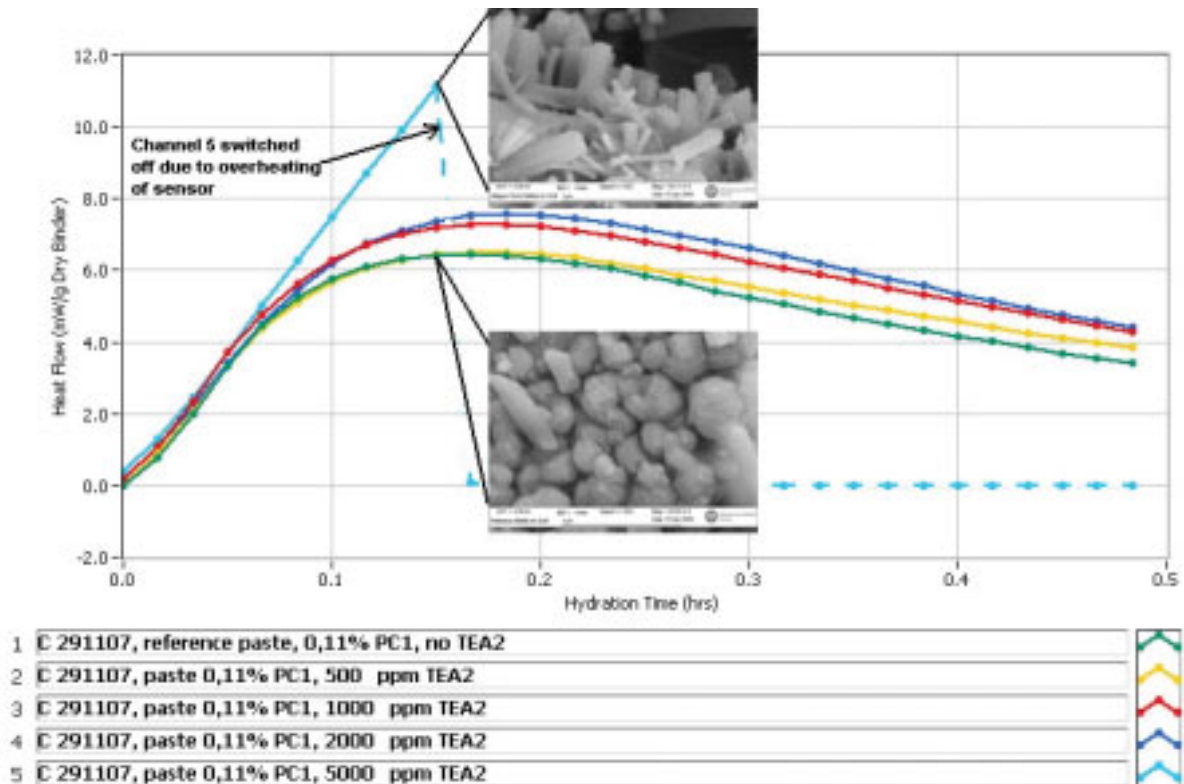 12.0
Channel 5 switched
off due to overheating
of sensor
10.0
8.0
6.0
4.0
2.0
0.0
-2.0
Heat Flow (mW/g Dry Binder)
0.0 0.1 0.2 0.3 0.4 0.5
Hydration Time (hrs)
1 C 291107, reference paste, 0,11% PC1, no TEA2
2 C 291107, paste 0,11% PC1, 500 ppm TEA2
3 C 291107, paste 0,11% PC1, 1000 ppm TEA2
4 C 291107, paste 0,11% PC1, 2000 ppm TEA2
5 C 291107, paste 0,11% PC1, 5000 ppm TEA2